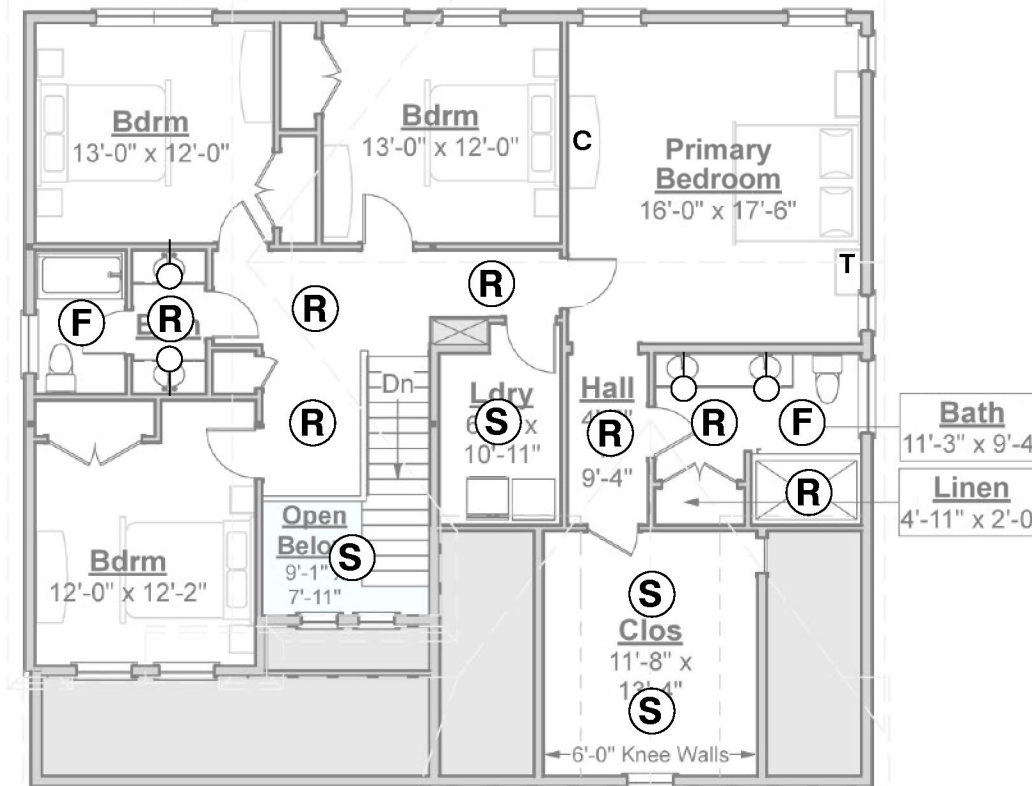 Bdrm
13'-0" x 12'-0"
Bdrm
13'-0" x 12'-0"
C
Primary
Bedroom
16'-0" x 17'-6"
T
F
R
R
R
R
Dn
Ldry
S
10'-11"
Hall
R
9'-4"
R
F
R
Bath
11'-3" x 9'-4
Linen
4'-11" x 2'-0
Open
S
9'-1"
7'-11"
Bdrm
12'-0" x 12'-2"
S
Clos
11'-8" x
S
6'-0" Knee Walls